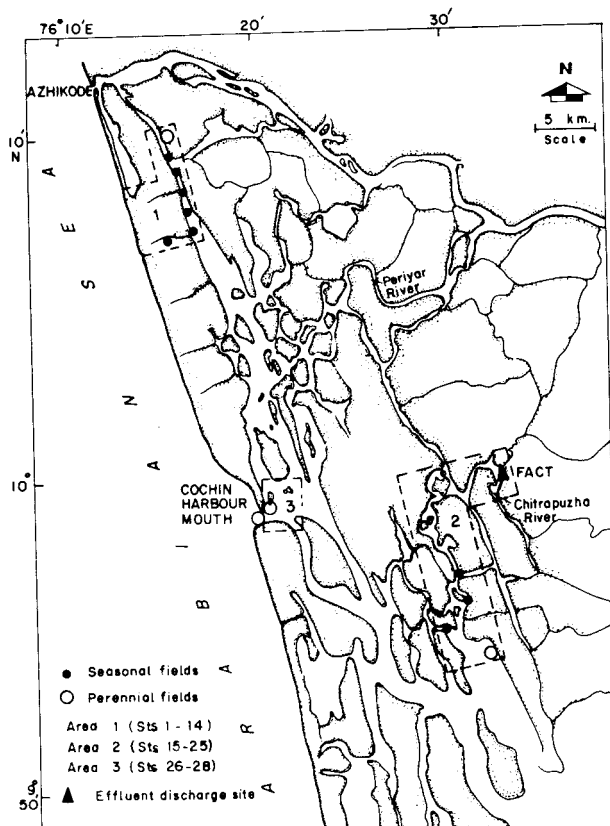 76° 10'E
20'
30'
AZHIKODE
N
5 km.
Scale
10'
N
1
Periyar
River
10°
FACT
Chitrapuzha
River
COCHIN
HARBOUR
MOUTH
3
2
ARABIAN SEA
● Seasonal fields
○ Perennial fields
Area 1 (Sts 1 - 14)
Area 2 (Sts 15-25)
Area 3 (Sts 26-28)
▲ Effluent discharge site
9°
50'